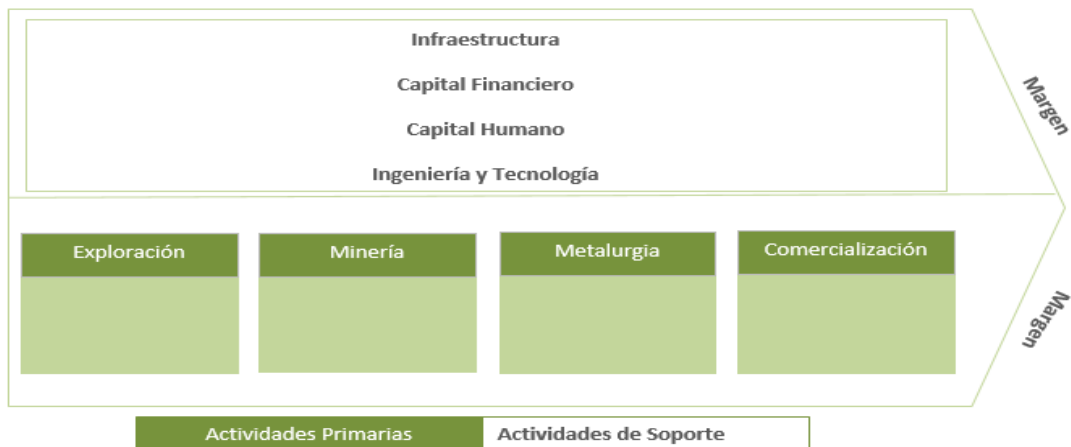 Infraestructura
Capital Financiero
Capital Humano
Ingeniería y Tecnología
Margen
Exploración
Minería
Metalurgia
Comercialización
Margen
Actividades Primarias
Actividades de Soporte